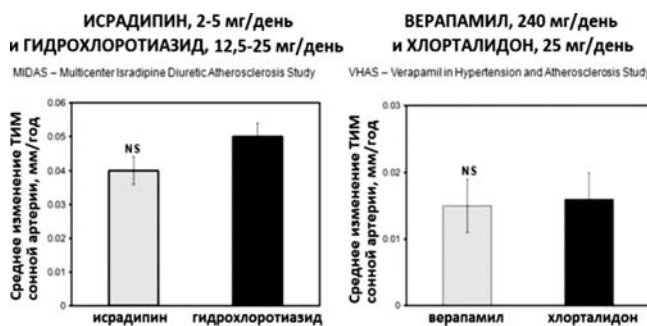 ИСРАДИПИН, 2-5 мг/день
и ГИДРОХЛОРОТИАЗИД, 12,5-25 мг/день
MIDAS – Multicenter Isradipine Diuretic Atherosclerosis Study
Среднее изменение ТИМ
сонной артерии, мм/год
0.06
0.05
0.04
0.03
0.02
0.01
0
NS
исрадипин гидрохлоротиазид
ВЕРАПАМИЛ, 240 мг/день
и ХЛОРТАЛИДОН, 25 мг/день
VHAS – Verapamil in Hypertension and Atherosclerosis Study
Среднее изменение ТИМ
сонной артерии, мм/год
0.03
0.02
0.01
0
NS
верапамил хлорталидон